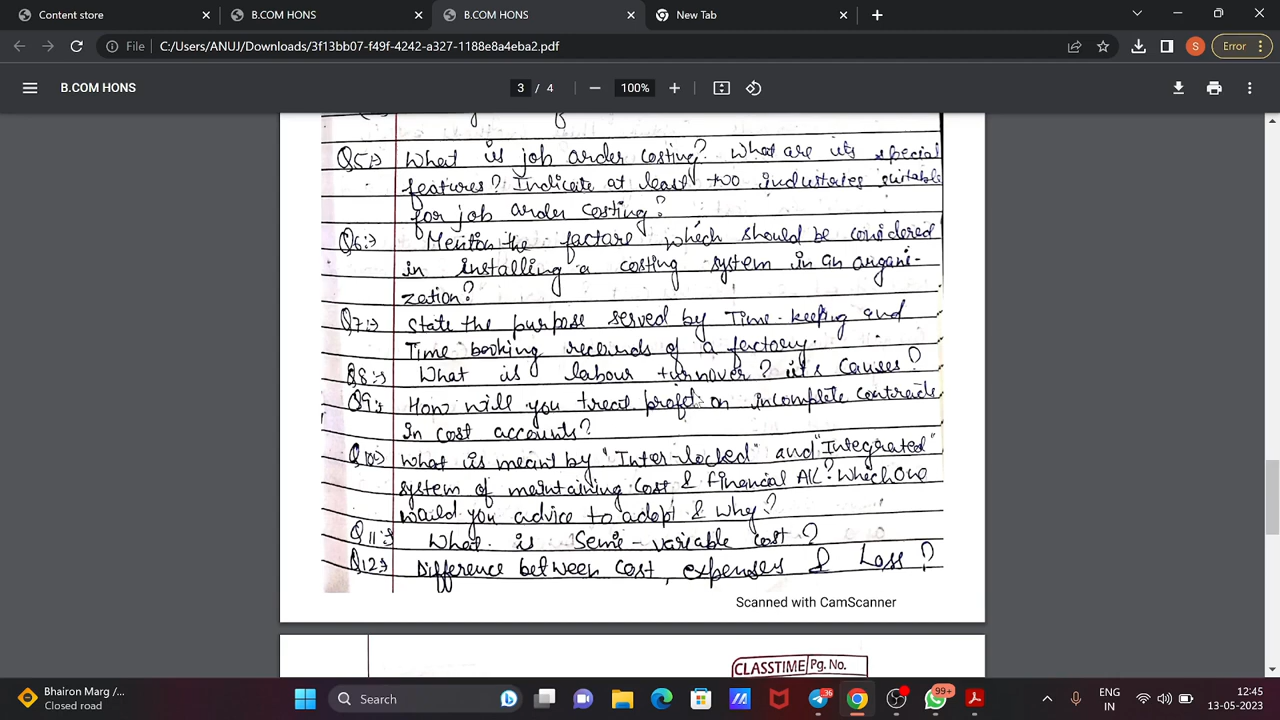 Content store
B.COM HONS
B.COM HONS
New Tab
File
C:/Users/ANUJ/Downloads/3f13bb07-f49f-4242-a327-1188e8a4eba2.pdf
S
Error
B.COM HONS
3 / 4
100%
Q5:→ What is job order costing? What are its special
features? Indicate at least too industries suitable
for job order costing?
Q6:→ Mention the factare which should be considered
in installing a costing system in an organi-
zation?
Q7:→ State the purpose served by Time-keeping and
Time booking records of a factory.
Q8:→ What is labour turnover? its Causes?
Q9:→ How will you treat profit on incomplete contracts
in cost accounts?
Q10:→ what is meant by "Inter-locked" and "Integrated"
system of maintaining cost & financial A/C? Which one
would you advice to adopt & why?
Q11:→ What is Semi-variable cost?
Q12:→ Difference between cost, expenses & Loss?
Scanned with CamScanner
CLASSTIME Pg. No.
Bhairon Marg /...
Closed road
Search
36
99+
ENG
IN
12:45
13-05-2023